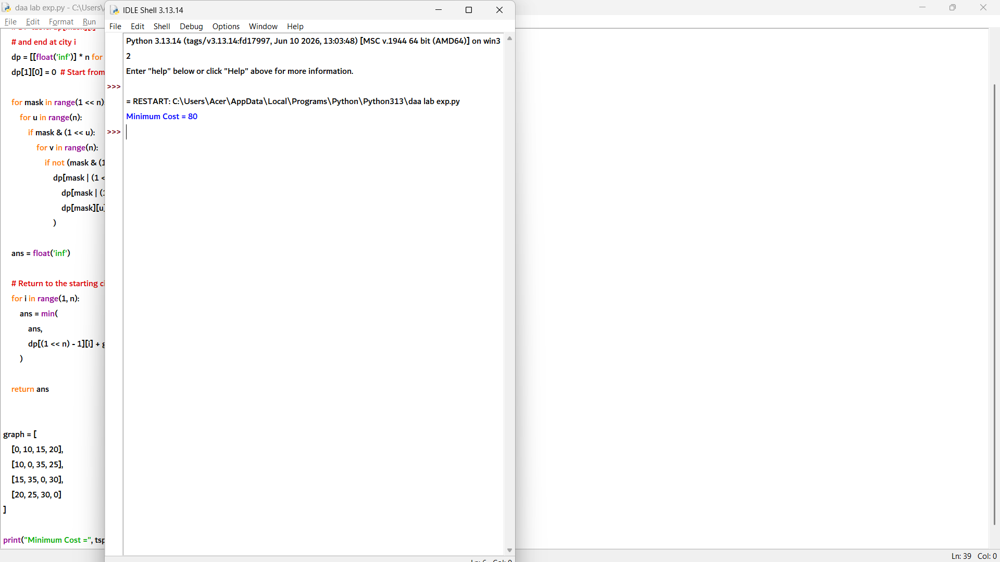 daa lab exp.py - C:\Users\
File Edit Format Run
# and end at city i
dp = [[float('inf')] * n for
dp[1][0] = 0 # Start from
for mask in range(1 << n)
for u in range(n):
if mask & (1 << u):
for v in range(n):
if not (mask & (1
dp[mask | (1 <
dp[mask | (1
dp[mask][u]
)
ans = float('inf')
# Return to the starting ci
for i in range(1, n):
ans = min(
ans,
dp[(1 << n) - 1][i] + g
)
return ans
graph = [
[0, 10, 15, 20],
[10, 0, 35, 25],
[15, 35, 0, 30],
[20, 25, 30, 0]
]
print("Minimum Cost =", tsp
IDLE Shell 3.13.14
File Edit Shell Debug Options Window Help
Python 3.13.14 (tags/v3.13.14:fd17997, Jun 10 2026, 13:03:48) [MSC v.1944 64 bit (AMD64)] on win3
2
Enter "help" below or click "Help" above for more information.
>>>
= RESTART: C:\Users\Acer\AppData\Local\Programs\Python\Python313\daa lab exp.py
Minimum Cost = 80
>>>
Ln: 39 Col: 0